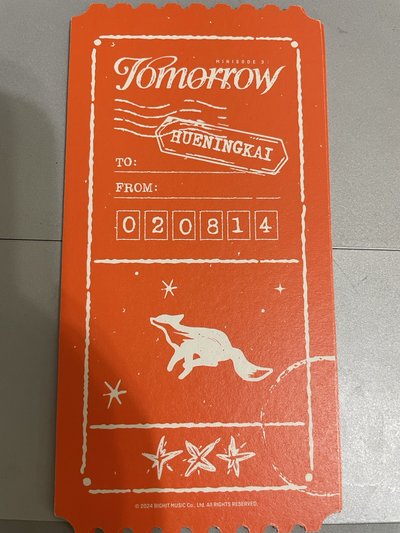 MINISODE 3:
Tomorrow
HUENINGKAI
TO:
FROM:
020814
© 2024 BIGHIT MUSIC Co., Ltd. All RIGHTS RESERVED.